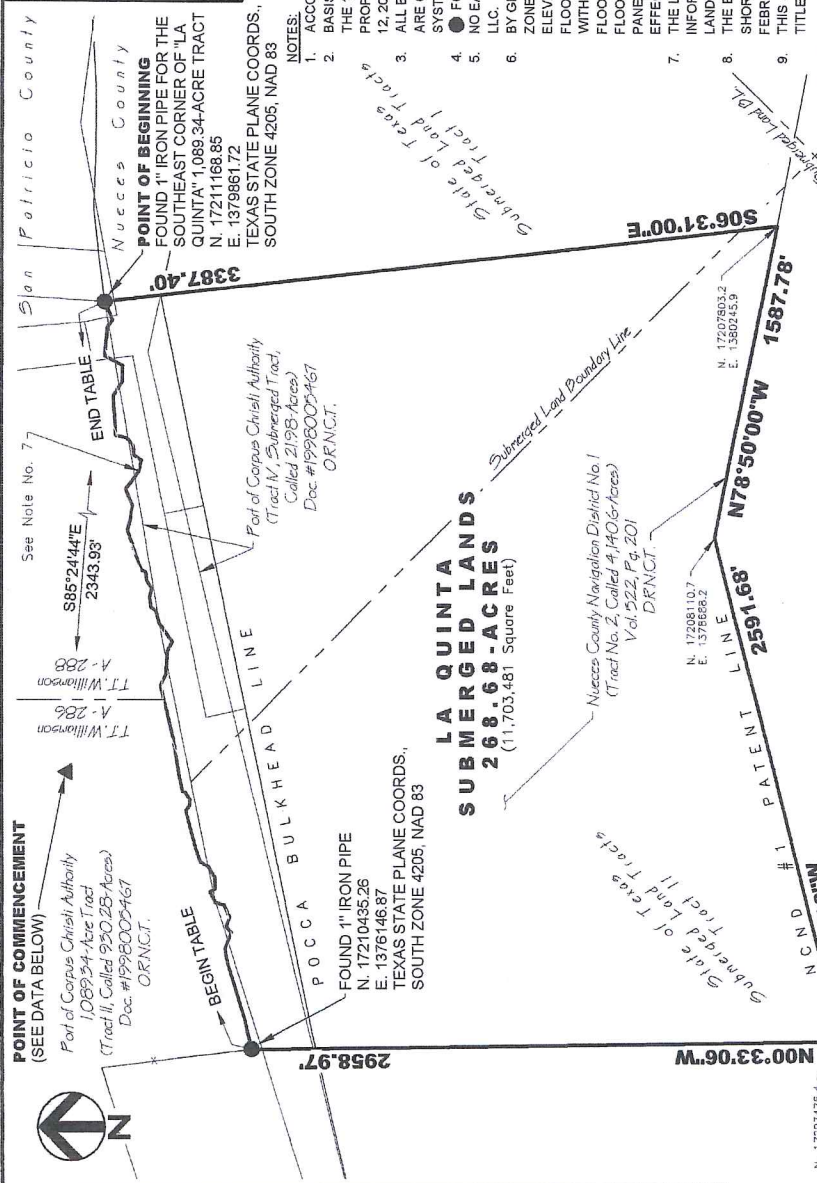 San Patricio County
Nueces County
See Note No. 7
POINT OF COMMENCEMENT
(SEE DATA BELOW)
Port of Corpus Christi Authority
1,089.34-Acre Tract
(Tract II, Called 930.28-Acres)
Doc. #1998005467
O.R.N.C.T.
N
T.T. Williamson
A - 286
T.T. Williamson
A - 288
S85°24'44"E
2343.93'
END TABLE
POINT OF BEGINNING
FOUND 1" IRON PIPE FOR THE
SOUTHEAST CORNER OF "LA
QUINTA" 1,089.34-ACRE TRACT
N. 17211168.85
E. 1379861.72
TEXAS STATE PLANE COORDS.,
SOUTH ZONE 4205, NAD 83
NOTES:
1. ACCO
2. BASIS
THE
PROP
12, 20
3. ALL B
ARE
SYST
4. FO
5. NO EA
LLC.
6. BY G
ZONE
ELEV
FLOO
WITH
FLOO
FLOO
PANE
EFFE
7. THE L
INFOR
LAND
8. THE B
SHOR
FEBR
9. THIS
TITLE
BEGIN TABLE
3387.40'
S06°31'00"E
State of Texas
Submerged Land Tract
Port of Corpus Christi Authority
(Tract IV, Submerged Tract,
Called 21.98-Acres)
Doc. #1998005467
O.R.N.C.T.
POCCA BULKHEAD LINE
FOUND 1" IRON PIPE
N. 17210435.26
E. 1376146.87
TEXAS STATE PLANE COORDS.,
SOUTH ZONE 4205, NAD 83
2958.97'
N00°33'06"W
Submerged Land Boundary Line
LA QUINTA
SUBMERGED LANDS
268.68-ACRES
(11,703,481 Square Feet)
Nueces County Navigation District No. 1
(Tract No. 2, Called 4,140.6-Acres)
Vol. 522, Pg. 201
D.R.N.C.T.
N. 17207803.2
E. 1380245.9
N78°50'00"W
1587.78'
N. 17208110.7
E. 1378688.2
2591.68'
NCND #1 PATENT LINE
State of Texas
Submerged Land Tract
Submerged Land BL.